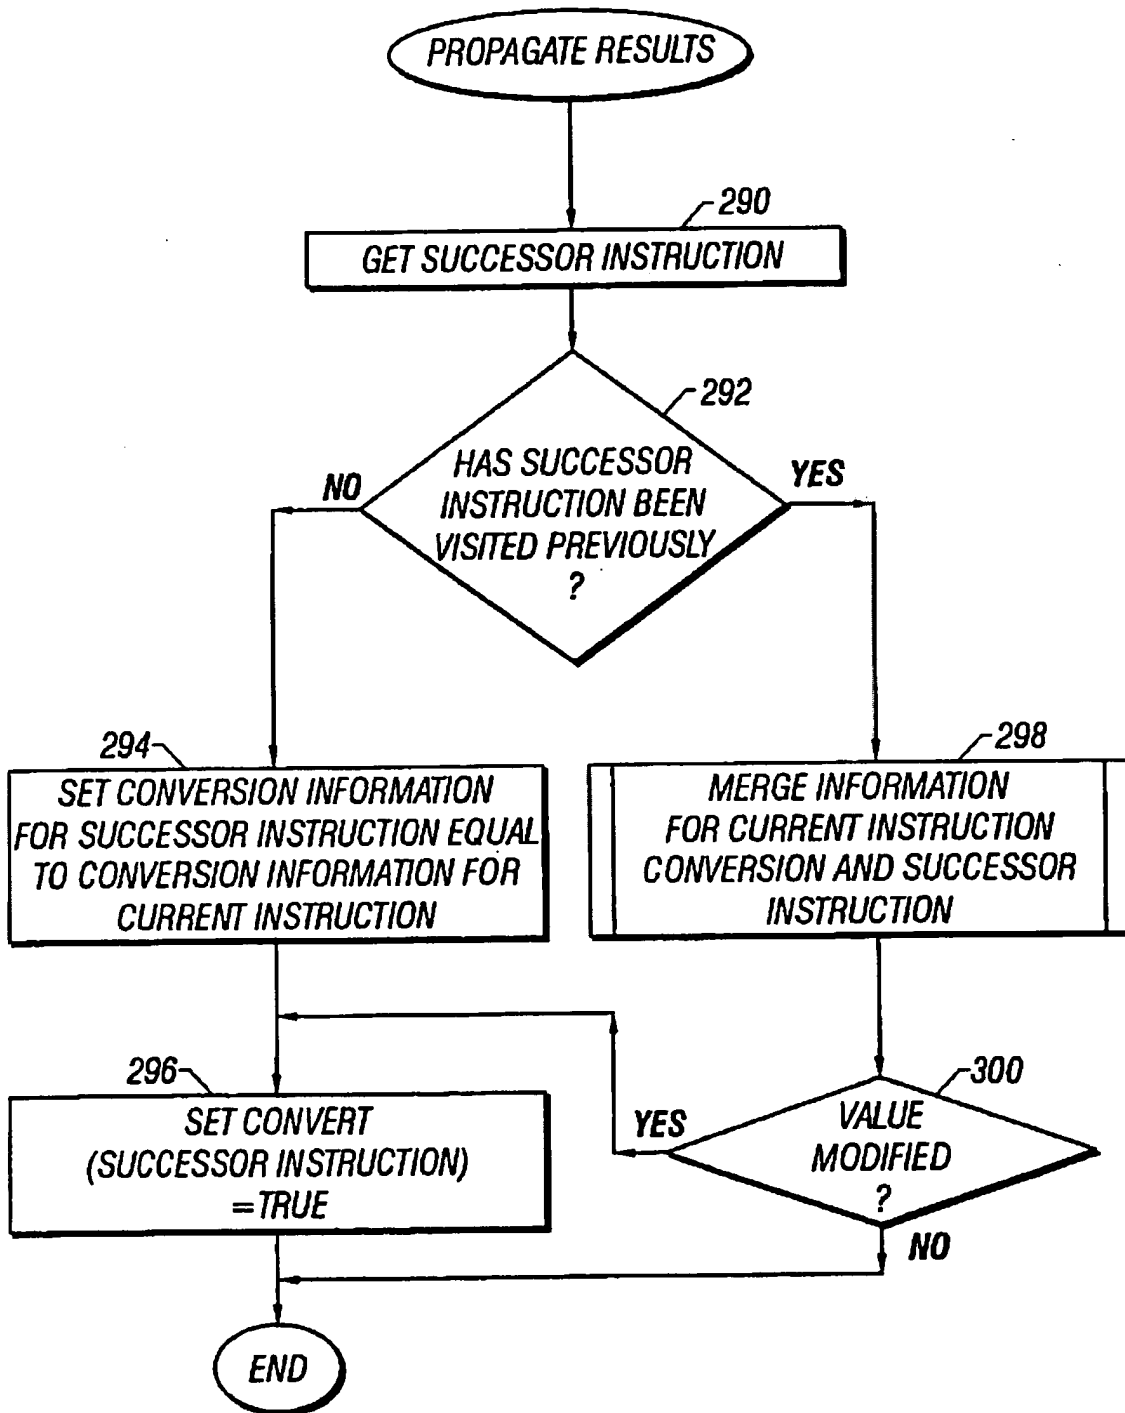 PROPAGATE RESULTS
290
GET SUCCESSOR INSTRUCTION
292
HAS SUCCESSOR
INSTRUCTION BEEN
VISITED PREVIOUSLY
?
NO
YES
294
SET CONVERSION INFORMATION
FOR SUCCESSOR INSTRUCTION EQUAL
TO CONVERSION INFORMATION FOR
CURRENT INSTRUCTION
298
MERGE INFORMATION
FOR CURRENT INSTRUCTION
CONVERSION AND SUCCESSOR
INSTRUCTION
296
SET CONVERT
(SUCCESSOR INSTRUCTION)
=TRUE
300
VALUE
MODIFIED
?
YES
NO
END